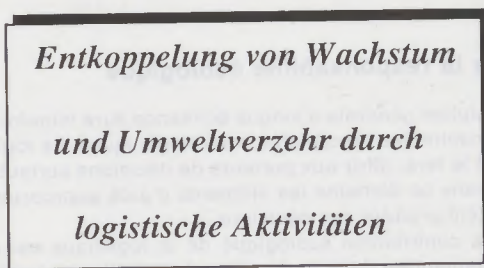 Entkoppelung von Wachstum
und Umweltverzehr durch
logistische Aktivitäten